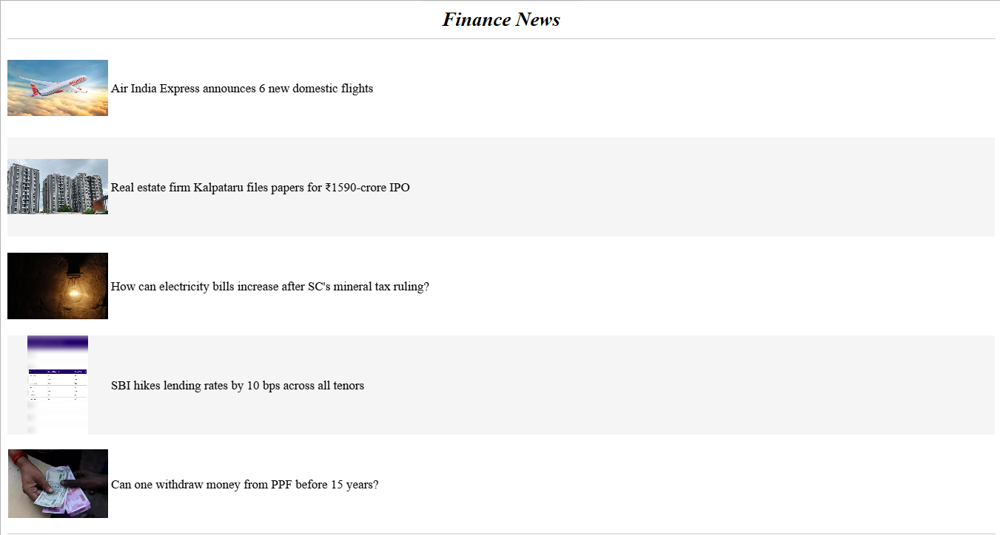 Finance News
Air India Express announces 6 new domestic flights
Real estate firm Kalpataru files papers for ₹1590-crore IPO
How can electricity bills increase after SC's mineral tax ruling?
SBI hikes lending rates by 10 bps across all tenors
Can one withdraw money from PPF before 15 years?